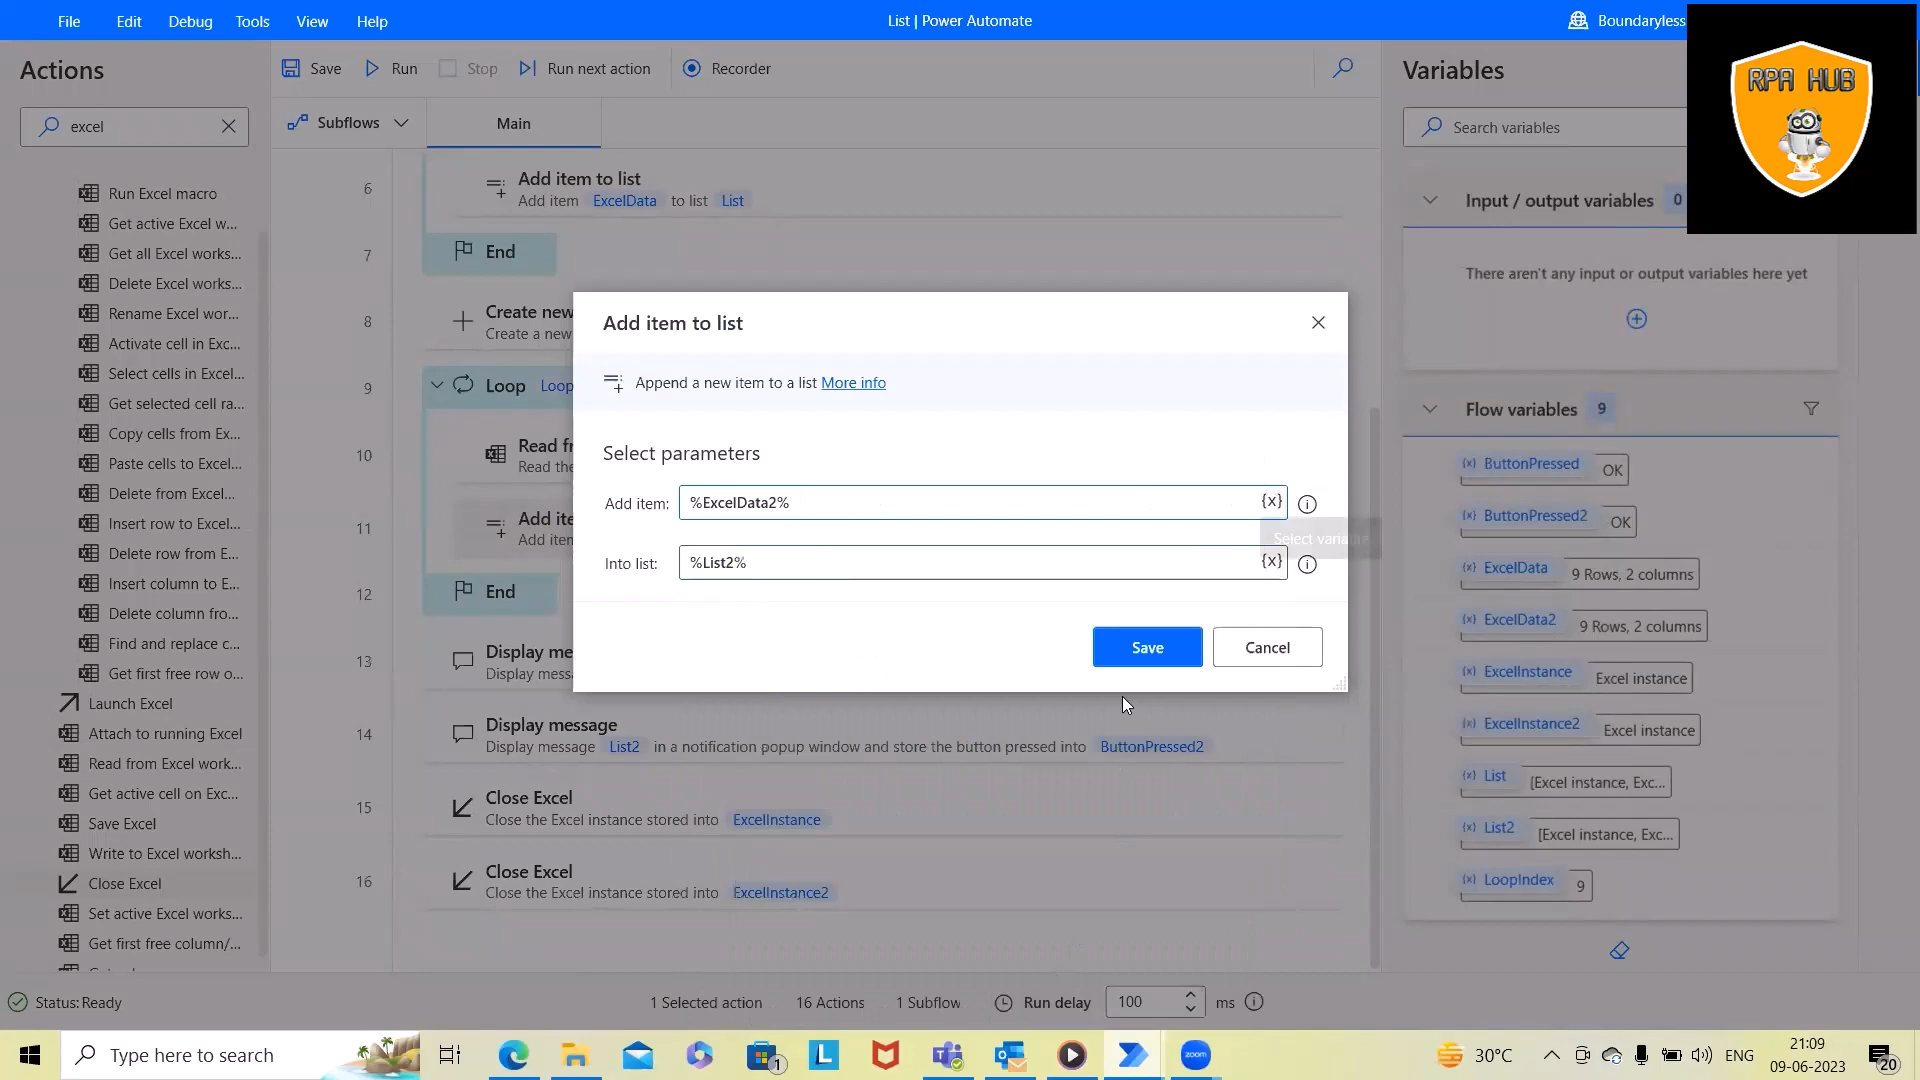 File Edit Debug Tools View Help
List | Power Automate
Boundaryless
RPA HUB
Actions
Save Run Stop Run next action Recorder
Variables
excel
Subflows
Main
Search variables
Run Excel macro
Get active Excel w...
Get all Excel works...
Delete Excel works...
Rename Excel wor...
Activate cell in Exc...
Select cells in Excel...
Get selected cell ra...
Copy cells from Ex...
Paste cells to Excel...
Delete from Excel...
Insert row to Excel...
Delete row from E...
Insert column to E...
Delete column fro...
Find and replace c...
Get first free row o...
Launch Excel
Attach to running Excel
Read from Excel work...
Get active cell on Exc...
Save Excel
Write to Excel worksh...
Close Excel
Set active Excel works...
Get first free column/...
6
Add item to list
Add item ExcelData to list List
7
End
8
Create new
Create a new
9
Loop Loop
10
Read fr
Read the
11
Add ite
Add iten
12
End
13
Display me
Display mess
14
Display message
Display message List2 in a notification popup window and store the button pressed into ButtonPressed2
15
Close Excel
Close the Excel instance stored into ExcelInstance
16
Close Excel
Close the Excel instance stored into ExcelInstance2
Add item to list
Append a new item to a list More info
Select parameters
Add item: %ExcelData2% {x}
Select varia
Into list: %List2% {x}
Save Cancel
Input / output variables 0
There aren't any input or output variables here yet
Flow variables 9
{x} ButtonPressed OK
{x} ButtonPressed2 OK
{x} ExcelData 9 Rows, 2 columns
{x} ExcelData2 9 Rows, 2 columns
{x} ExcelInstance Excel instance
{x} ExcelInstance2 Excel instance
{x} List [Excel instance, Exc...
{x} List2 [Excel instance, Exc...
{x} LoopIndex 9
Status: Ready
1 Selected action
16 Actions
1 Subflow
Run delay 100 ms
Type here to search
1
L
zoom
30°C
ENG
21:09
09-06-2023
20